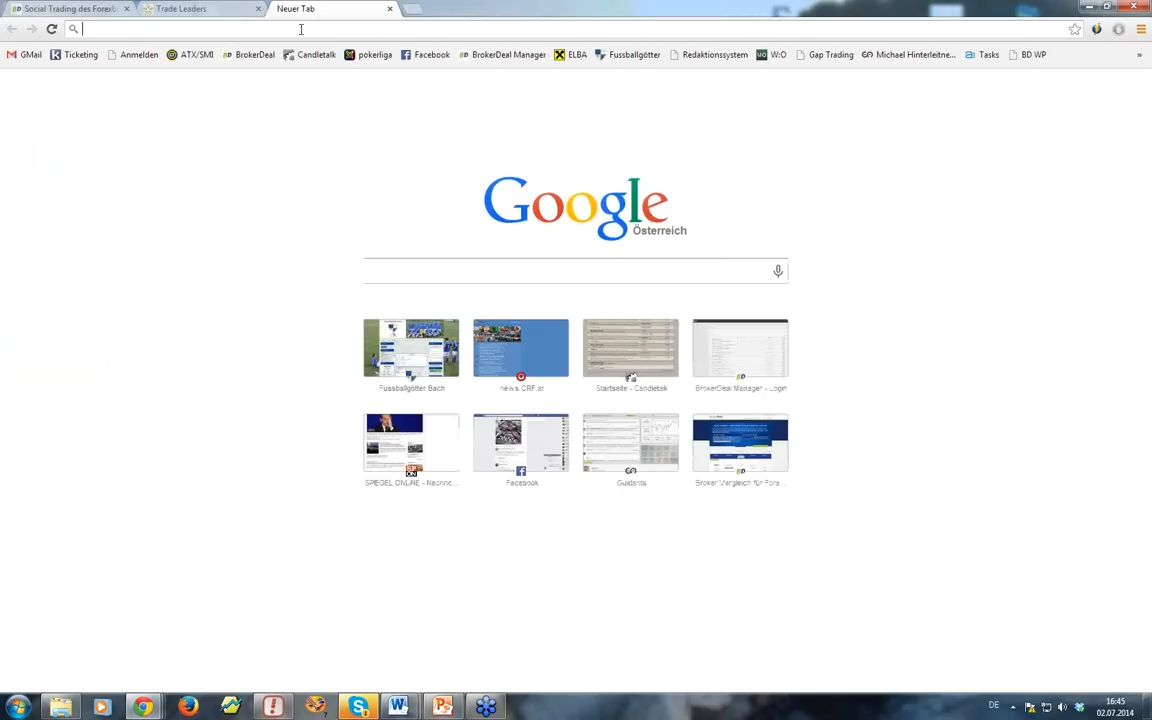 Social Trading des Forexb
Trade Leaders
Neuer Tab
GMail
Ticketing
Anmelden
ATX/SMI
BrokerDeal
Candletalk
pokerliga
Facebook
BrokerDeal Manager
ELBA
Fussballgötter
Redaktionssystem
W:O
Gap Trading
Michael Hinterleitne...
Tasks
BD WP
»
Google
Österreich
Fussballgötter Bach
news.ORF.at
Startseite - Candletalk
BrokerDeal Manager - Login
SPIEGEL ONLINE - Nachric...
Facebook
Guidants
Broker Vergleich für Fore...
DE
16:45
02.07.2014